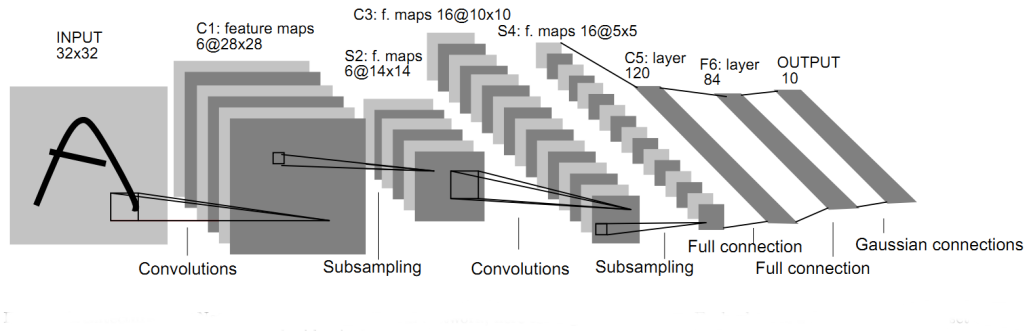 INPUT
32x32
C1: feature maps
6@28x28
S2: f. maps
6@14x14
C3: f. maps 16@10x10
S4: f. maps 16@5x5
C5: layer
120
F6: layer
84
OUTPUT
10
Convolutions
Subsampling
Convolutions
Subsampling
Full connection
Full connection
Gaussian connections
A